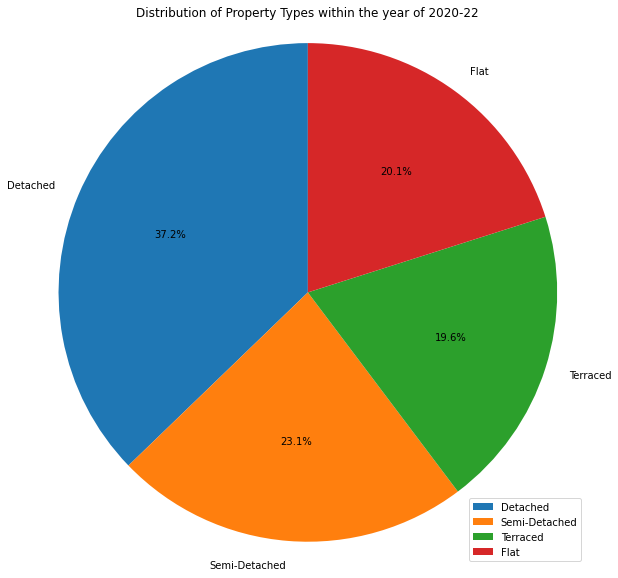 Distribution of Property Types within the year of 2020-22
Flat
20.1%
Detached
37.2%
19.6%
Terraced
23.1%
Semi-Detached
Detached
Semi-Detached
Terraced
Flat